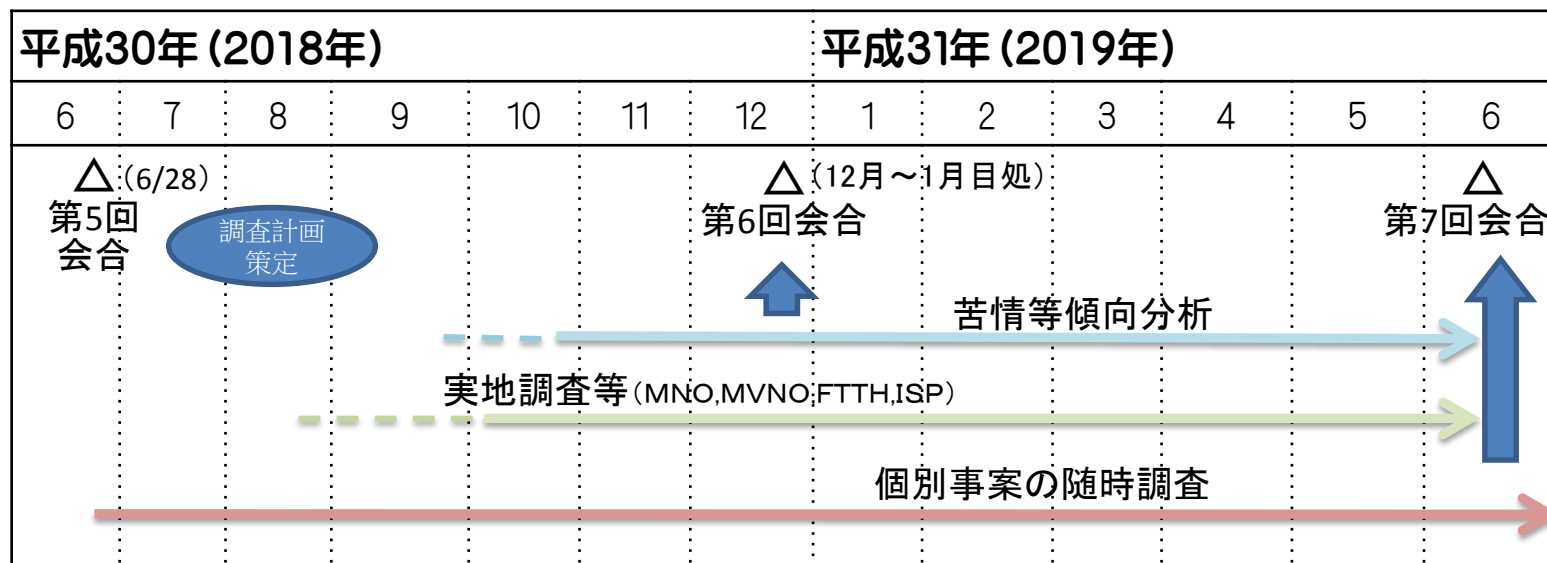 平成30年(2018年)
平成31年(2019年)
6 7 8 9 10 11 12 1 2 3 4 5 6
△(6/28)
第5回
会合
調査計画
策定
△(12月～1月目処)
第6回会合
△
第7回会合
苦情等傾向分析
実地調査等(MNO,MVNO,FTTH,ISP)
個別事案の随時調査